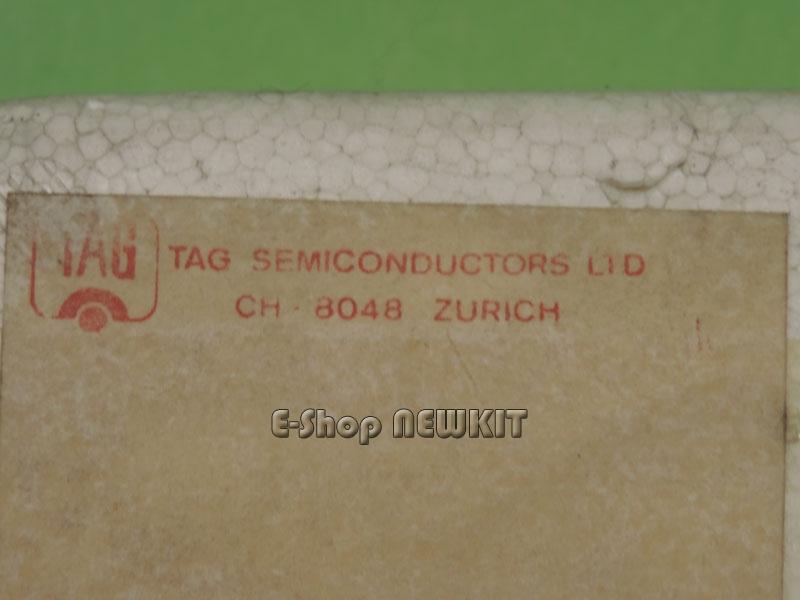 TAG
TAG SEMICONDUCTORS LTD
CH - 8048 ZURICH
E-Shop NEWKIT